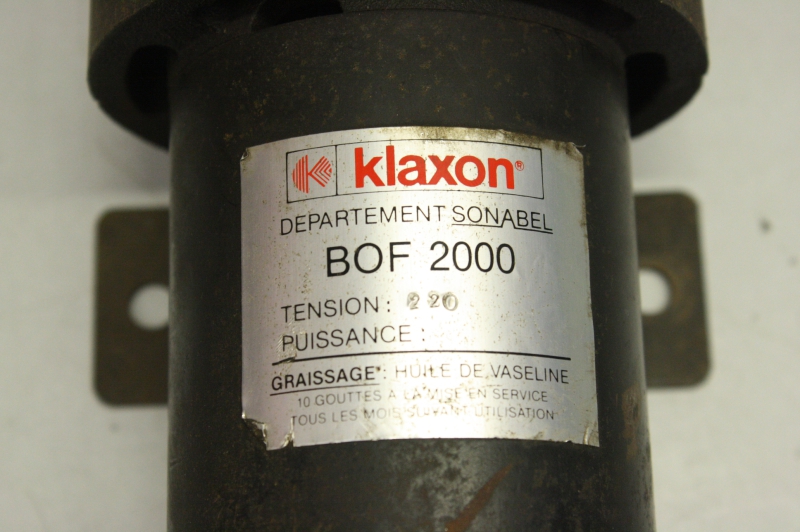 klaxon®
DEPARTEMENT SONABEL
BOF 2000
TENSION: 220
PUISSANCE:
GRAISSAGE: HUILE DE VASELINE
10 GOUTTES A LA MISE EN SERVICE
TOUS LES MOIS SUIVANT UTILISATION